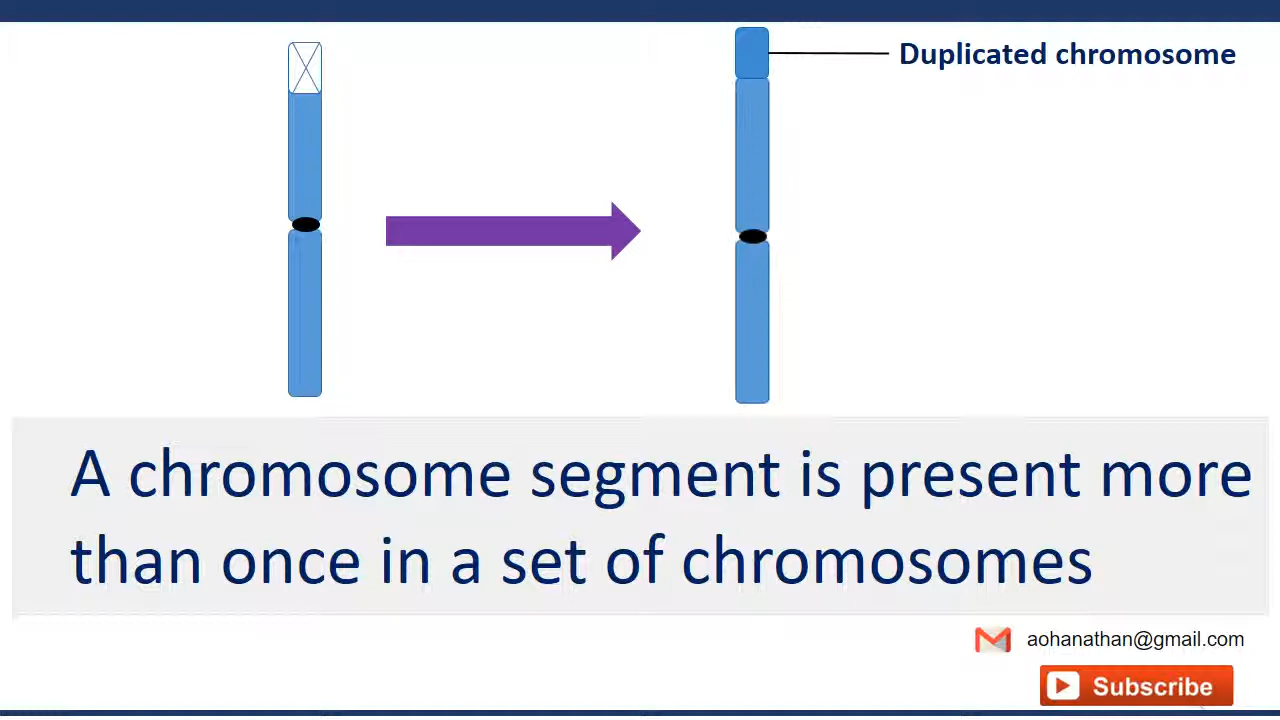 Duplicated chromosome
A chromosome segment is present more
than once in a set of chromosomes
aohanathan@gmail.com
Subscribe